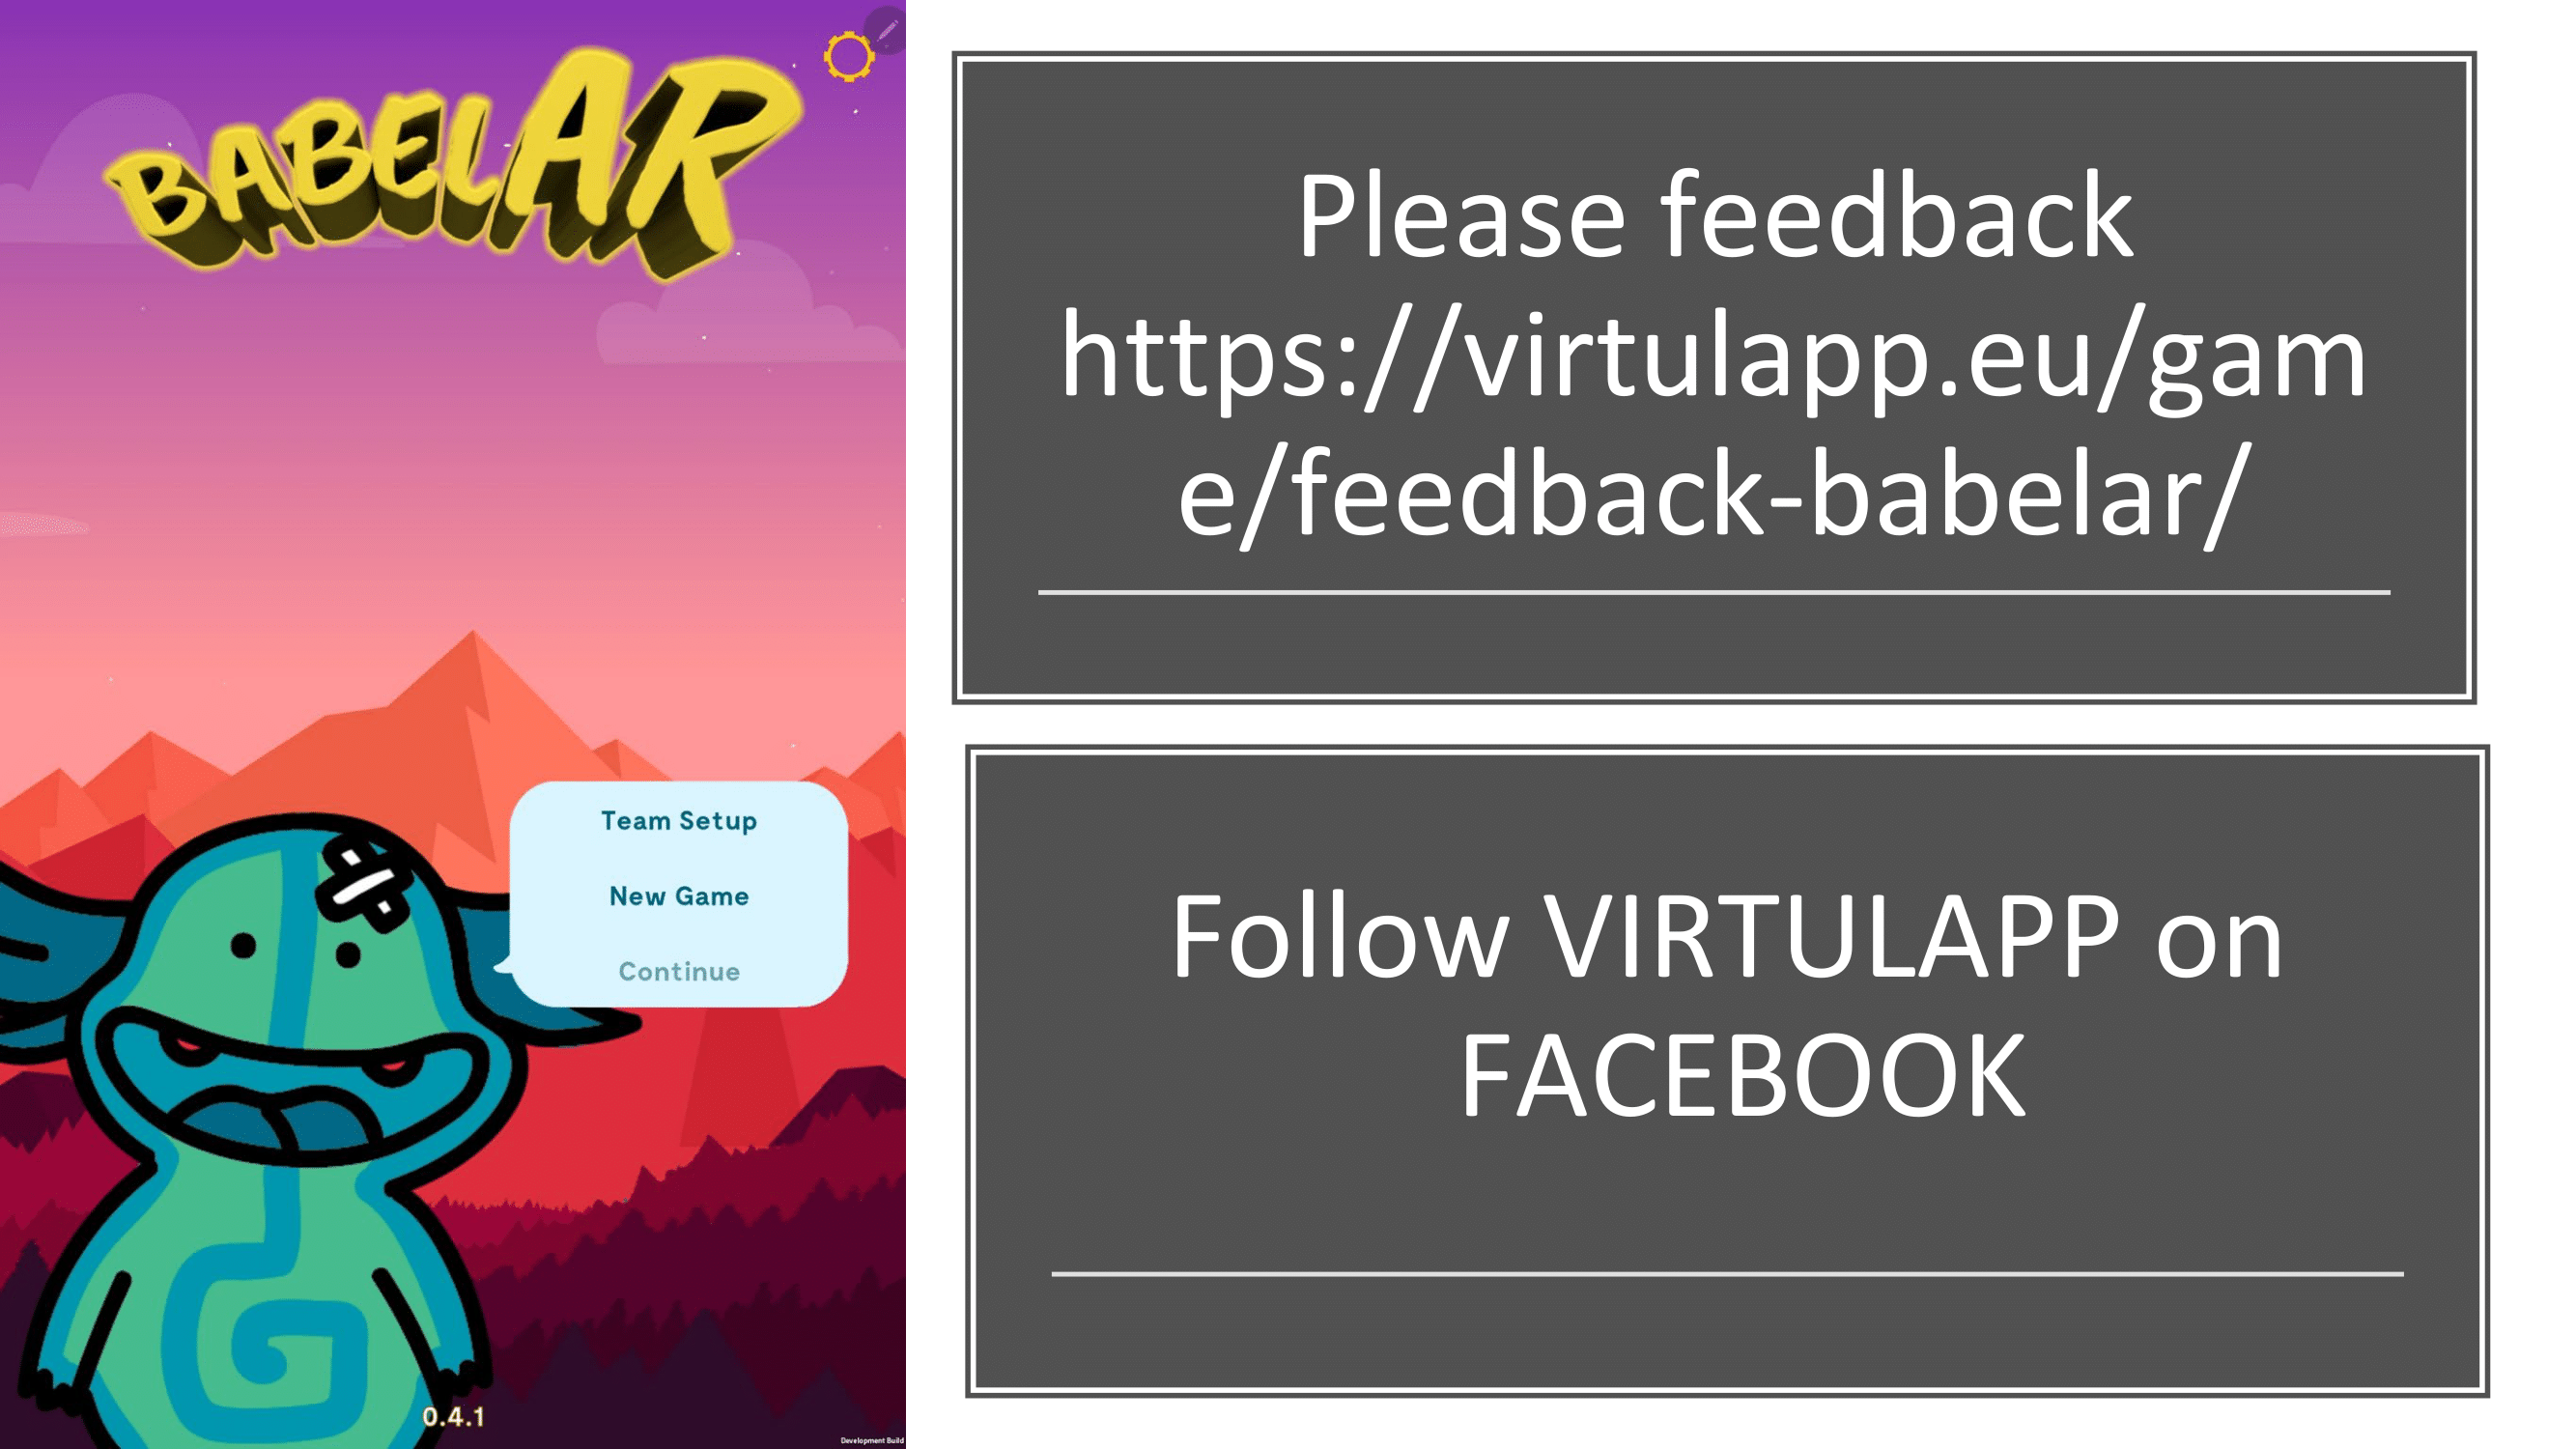 BABELAR
Team Setup
New Game
Continue
0.4.1
Development Build
Please feedback
https://virtulapp.eu/gam
e/feedback-babelar/
Follow VIRTULAPP on
FACEBOOK